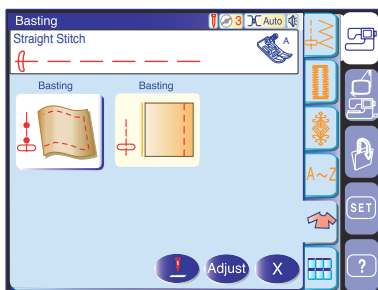 Basting
3 Auto
Straight Stitch
A
Basting Basting
A~Z
SET
?
Adjust X